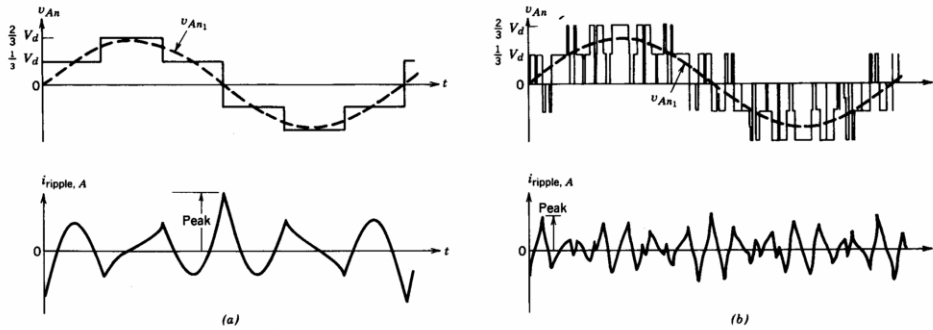 v_An
2/3 V_d
1/3 V_d
0
v_An₁
t
i_ripple, A
Peak
0
t
(a)
v_An
2/3 V_d
1/3 V_d
0
v_An₁
i_ripple, A
Peak
0
(b)